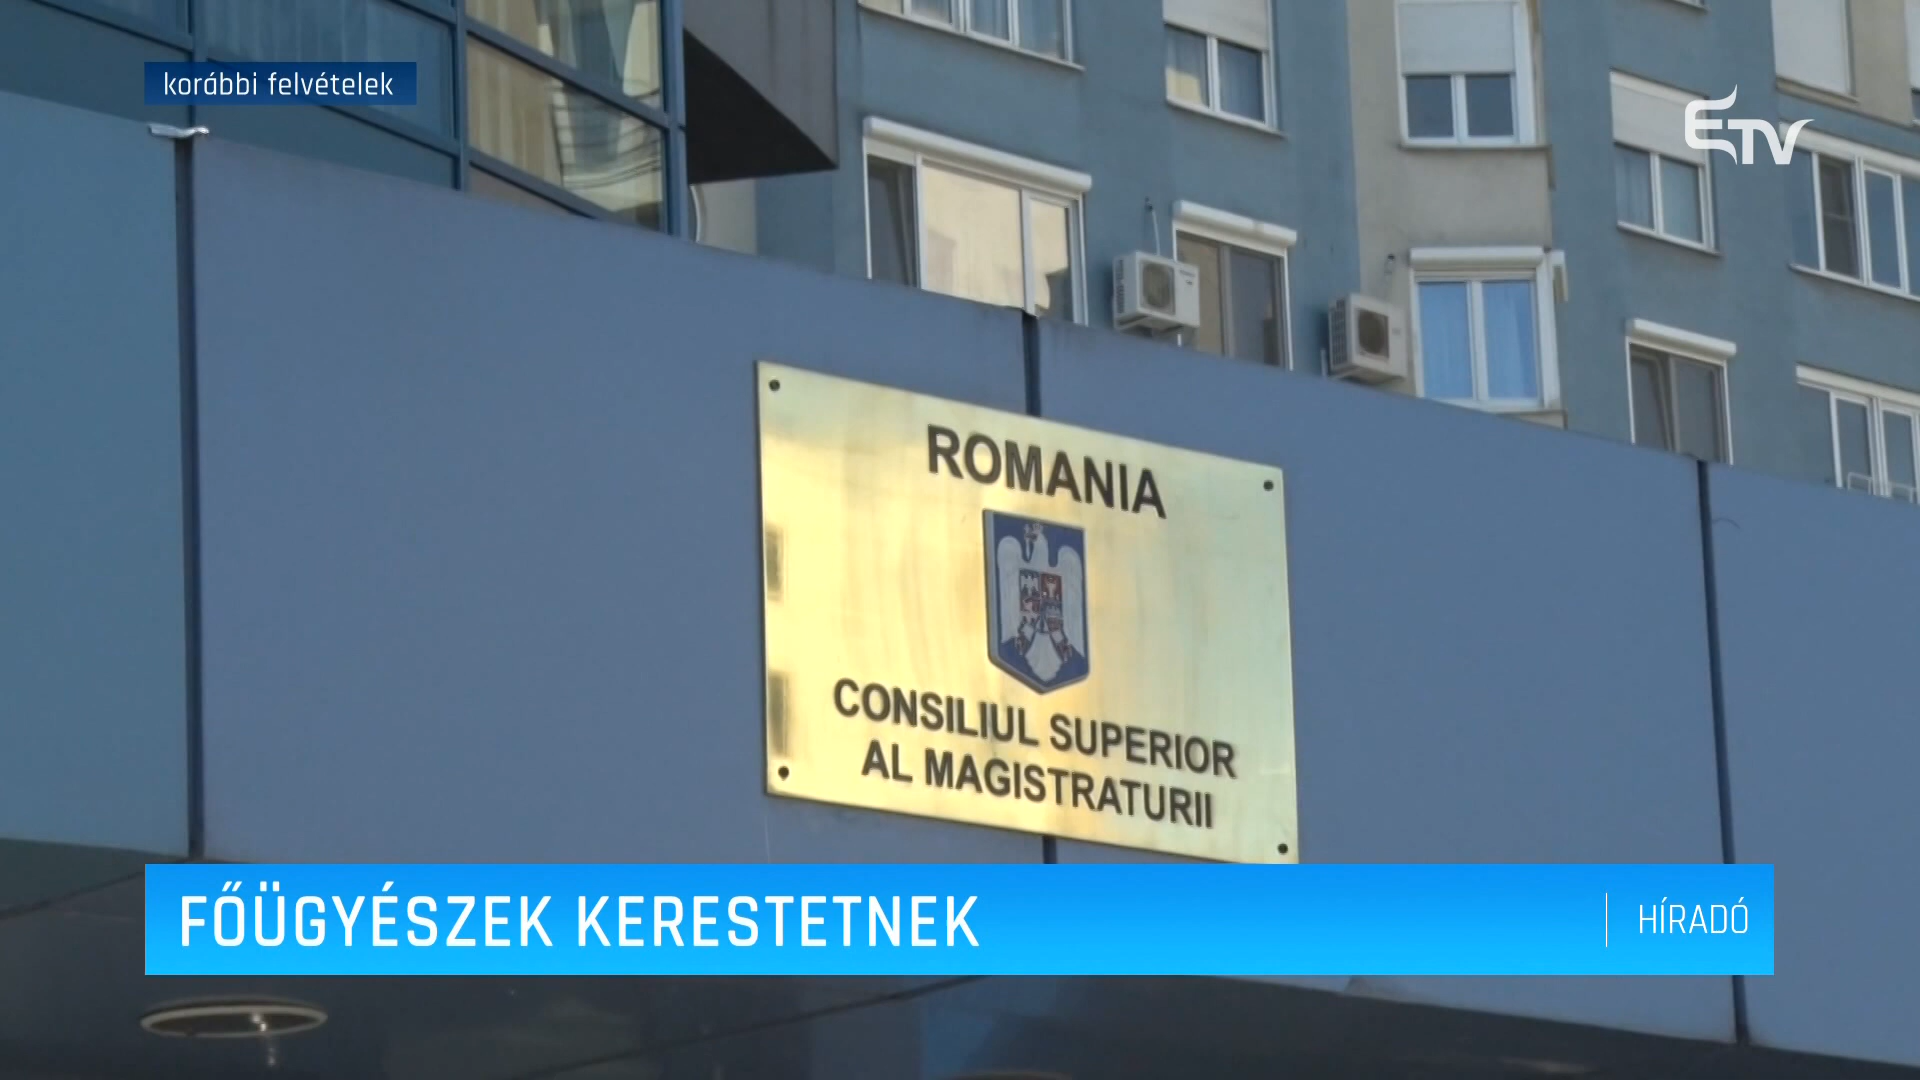 korábbi felvételek
ETV
ROMANIA
CONSILIUL SUPERIOR
AL MAGISTRATURII
FŐÜGYÉSZEK KERESTETNEK
HÍRADÓ